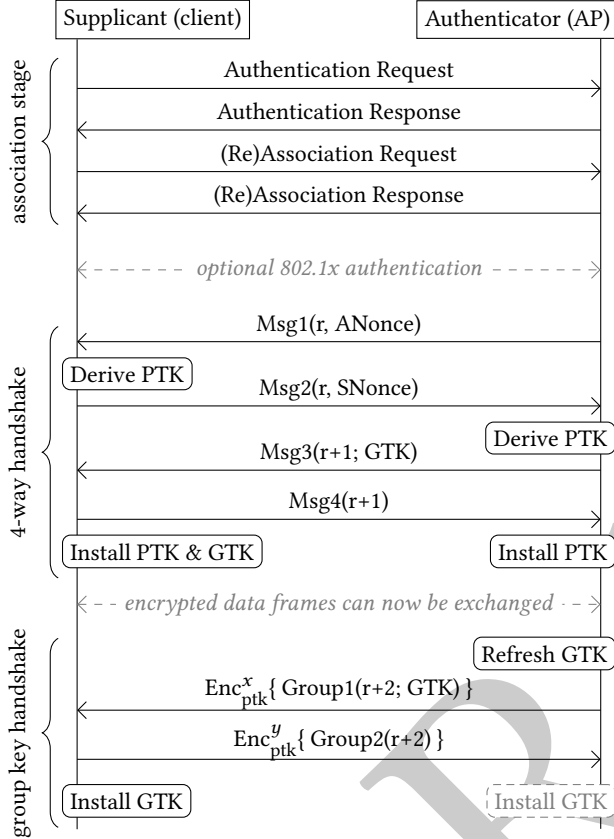 Supplicant (client)
Authenticator (AP)
association stage
Authentication Request
Authentication Response
(Re)Association Request
(Re)Association Response
optional 802.1x authentication
4-way handshake
Msg1(r, ANonce)
Derive PTK
Msg2(r, SNonce)
Derive PTK
Msg3(r+1; GTK)
Msg4(r+1)
Install PTK & GTK
Install PTK
encrypted data frames can now be exchanged
group key handshake
Refresh GTK
Enc^x_ptk{ Group1(r+2; GTK) }
Enc^y_ptk{ Group2(r+2) }
Install GTK
Install GTK